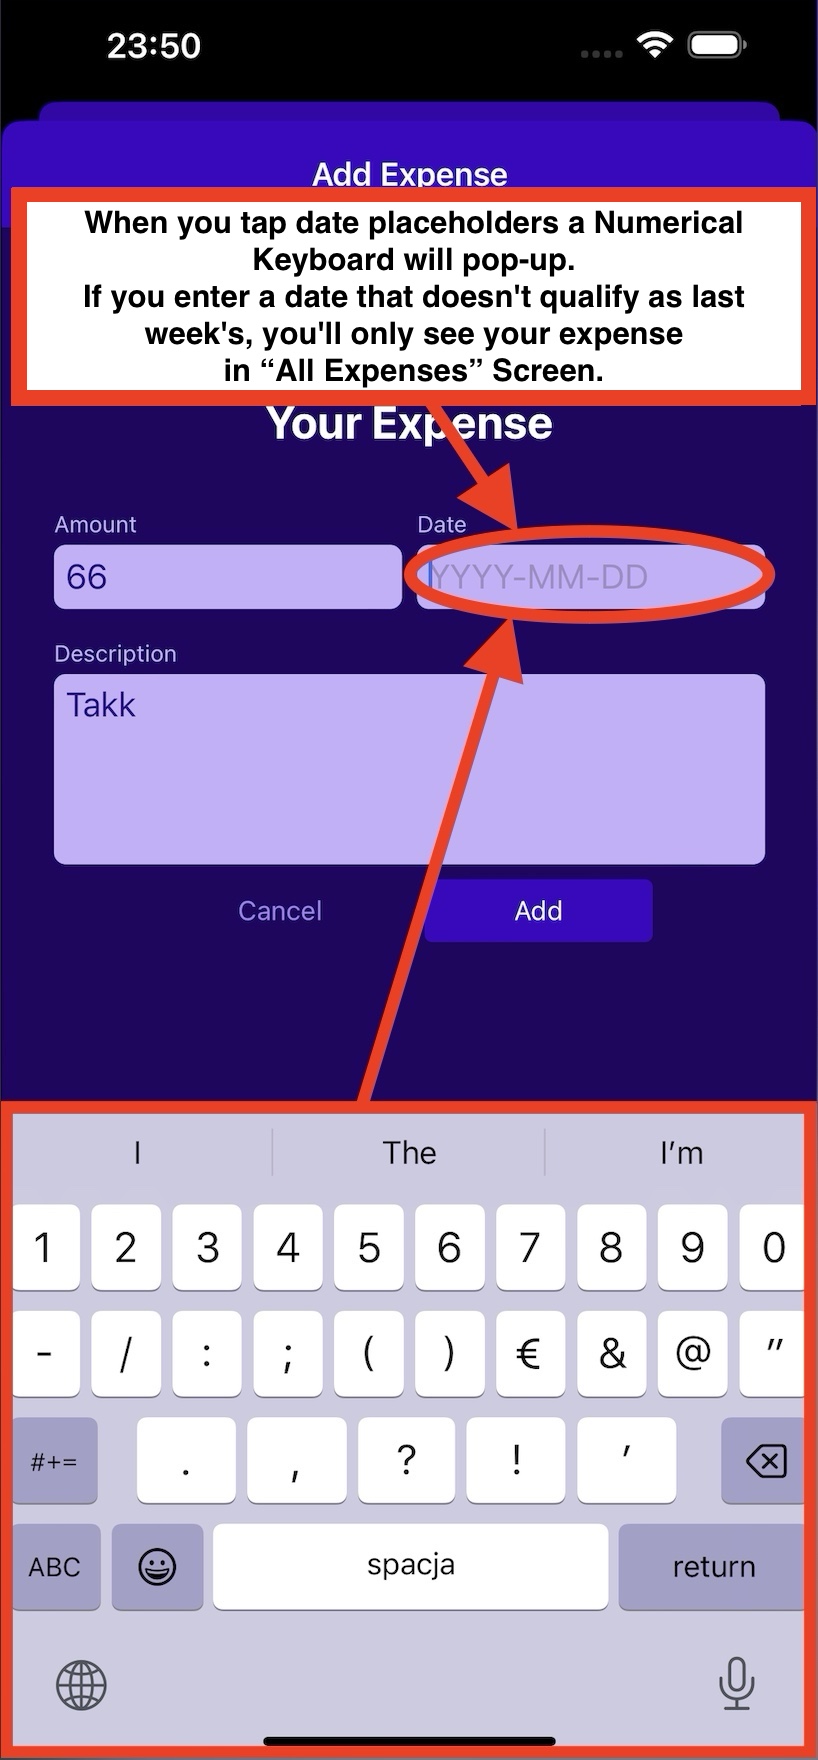 23:50
Add Expense
When you tap date placeholders a Numerical
Keyboard will pop-up.
If you enter a date that doesn't qualify as last
week's, you'll only see your expense
in “All Expenses” Screen.
Your Expense
Amount
Date
66
YYYY-MM-DD
Description
Takk
Cancel
Add
I
The
I’m
1 2 3 4 5 6 7 8 9 0
- / : ; ( ) € & @ "
#+= . , ? ! ’
ABC
spacja
return